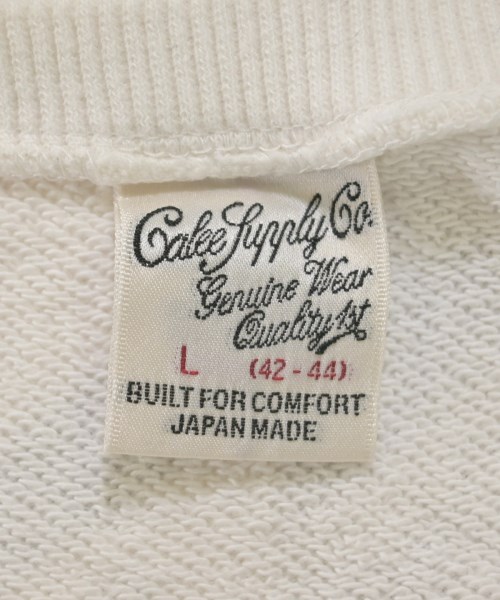 Calee Supply Co.
Genuine Wear
Quality 1st
L (42-44)
BUILT FOR COMFORT
JAPAN MADE